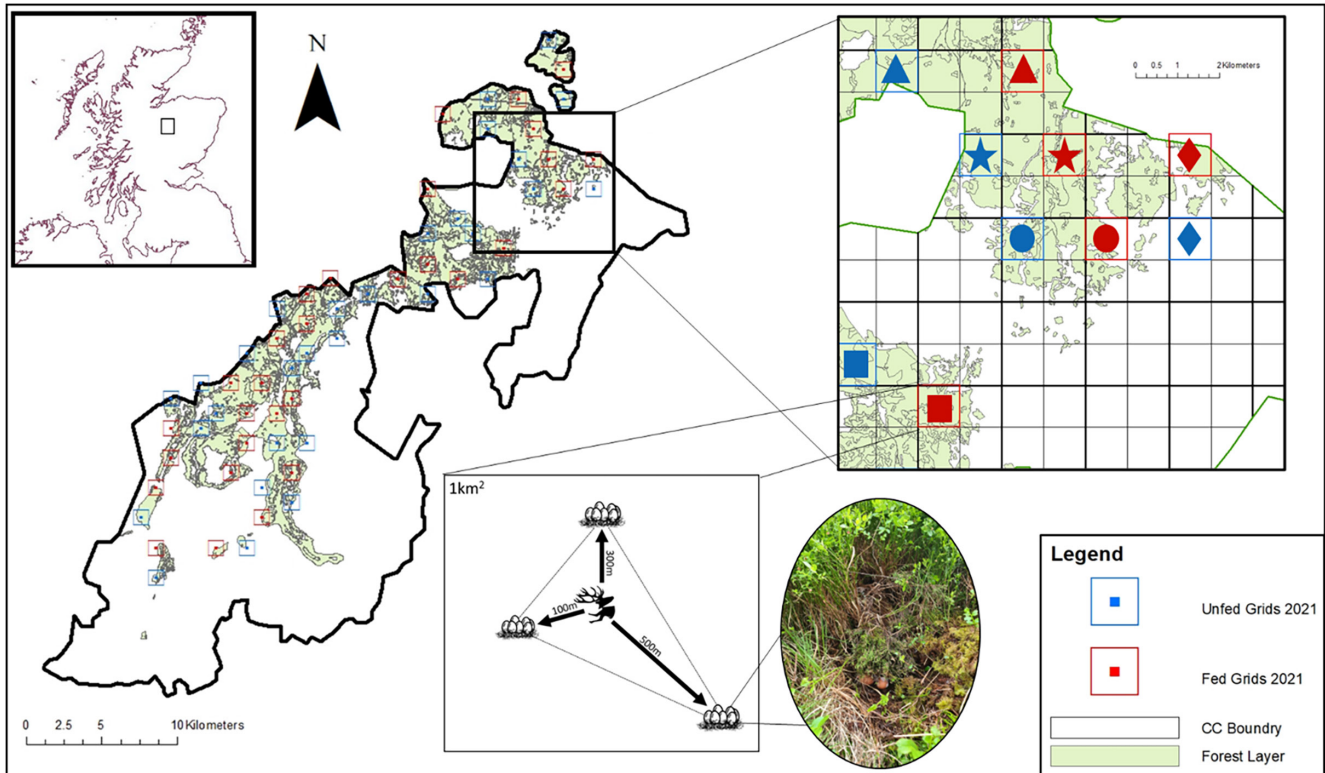 N
0 0.5 1 2 Kilometers
1km²
300m
100m
500m
0 2.5 5 10 Kilometers
Legend
Unfed Grids 2021
Fed Grids 2021
CC Boundry
Forest Layer